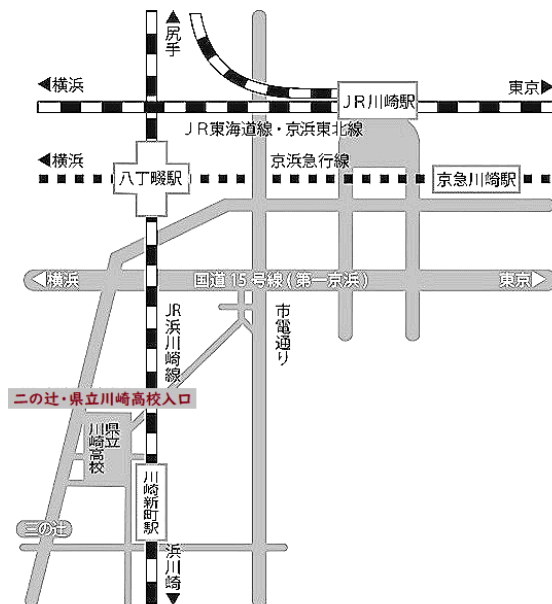 ▲尻手
◀横浜
JR川崎駅
東京▶
JR東海道線・京浜東北線
◀横浜
京浜急行線
八丁畷駅
京急川崎駅
◁横浜
国道15号線(第一京浜)
東京▷
JR浜川崎線
市電通り
二の辻・県立川崎高校入口
県立
川崎高校
川崎新町駅
三の辻
浜川崎▼